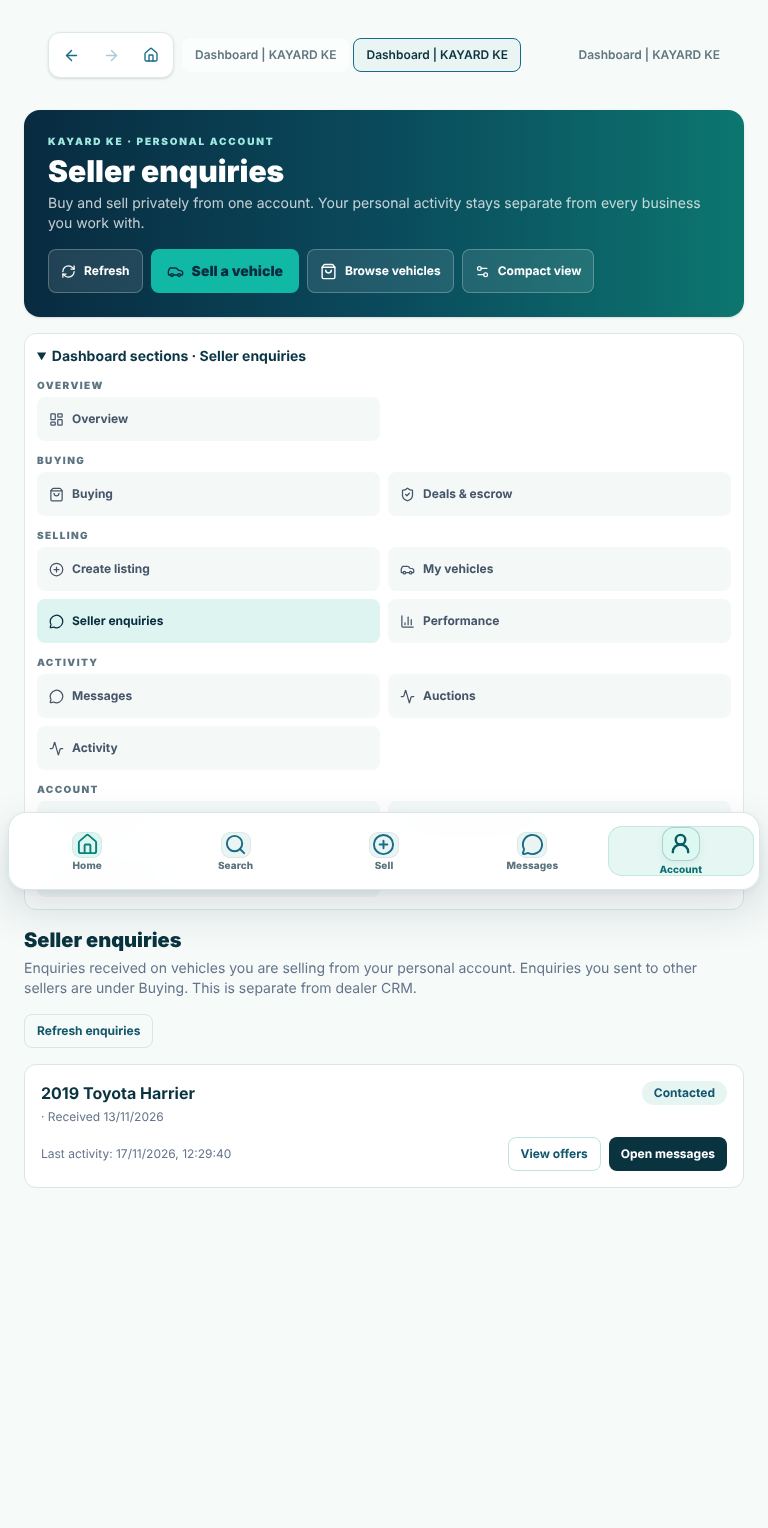 Dashboard | KAYARD KE
Dashboard | KAYARD KE
Dashboard | KAYARD KE
KAYARD KE · PERSONAL ACCOUNT
Seller enquiries
Buy and sell privately from one account. Your personal activity stays separate from every business
you work with.
Refresh
Sell a vehicle
Browse vehicles
Compact view
Dashboard sections · Seller enquiries
OVERVIEW
Overview
BUYING
Buying
Deals & escrow
SELLING
Create listing
My vehicles
Seller enquiries
Performance
ACTIVITY
Messages
Auctions
Activity
ACCOUNT
Home
Search
Sell
Messages
Account
Seller enquiries
Enquiries received on vehicles you are selling from your personal account. Enquiries you sent to other
sellers are under Buying. This is separate from dealer CRM.
Refresh enquiries
2019 Toyota Harrier
Contacted
· Received 13/11/2026
Last activity: 17/11/2026, 12:29:40
View offers
Open messages